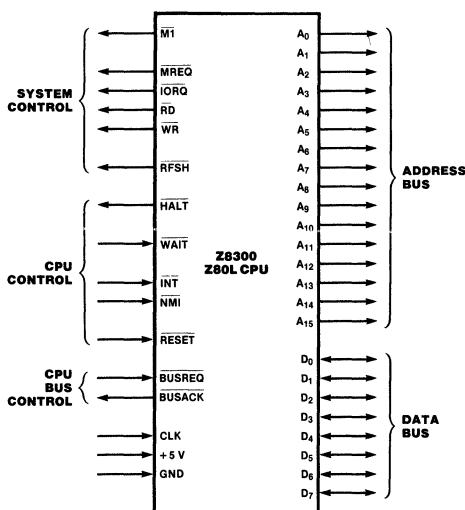 SYSTEM
CONTROL
CPU
CONTROL
CPU
BUS
CONTROL
M1
MREQ
IORQ
RD
WR
RFSH
HALT
WAIT
INT
NMI
RESET
BUSREQ
BUSACK
CLK
+5 V
GND
Z8300
Z80L CPU
A0
A1
A2
A3
A4
A5
A6
A7
A8
A9
A10
A11
A12
A13
A14
A15
D0
D1
D2
D3
D4
D5
D6
D7
ADDRESS
BUS
DATA
BUS